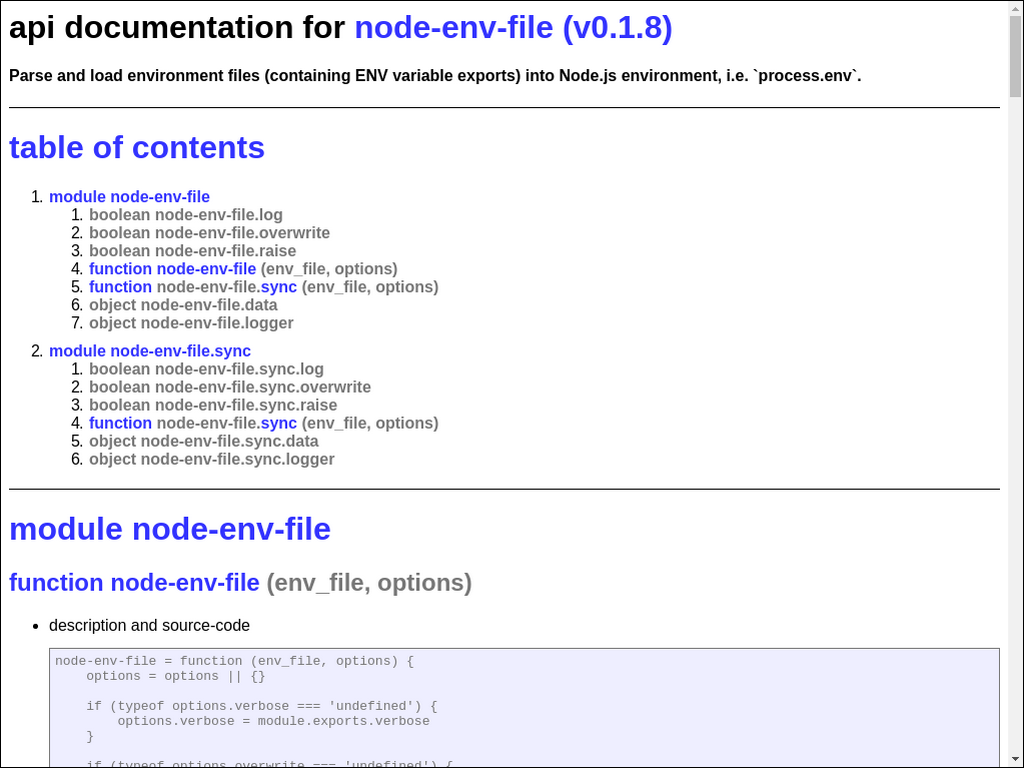 api documentation for node-env-file (v0.1.8)
Parse and load environment files (containing ENV variable exports) into Node.js environment, i.e. `process.env`.
table of contents
1. module node-env-file
1. boolean node-env-file.log
2. boolean node-env-file.overwrite
3. boolean node-env-file.raise
4. function node-env-file (env_file, options)
5. function node-env-file.sync (env_file, options)
6. object node-env-file.data
7. object node-env-file.logger
2. module node-env-file.sync
1. boolean node-env-file.sync.log
2. boolean node-env-file.sync.overwrite
3. boolean node-env-file.sync.raise
4. function node-env-file.sync (env_file, options)
5. object node-env-file.sync.data
6. object node-env-file.sync.logger
module node-env-file
function node-env-file (env_file, options)
• description and source-code
node-env-file = function (env_file, options) {
    options = options || {}
    if (typeof options.verbose === 'undefined') {
        options.verbose = module.exports.verbose
    }
    if (typeof options.overwrite === 'undefined') {